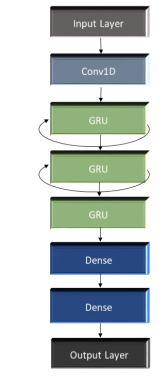 Input Layer
Conv1D
GRU
GRU
GRU
Dense
Dense
Output Layer